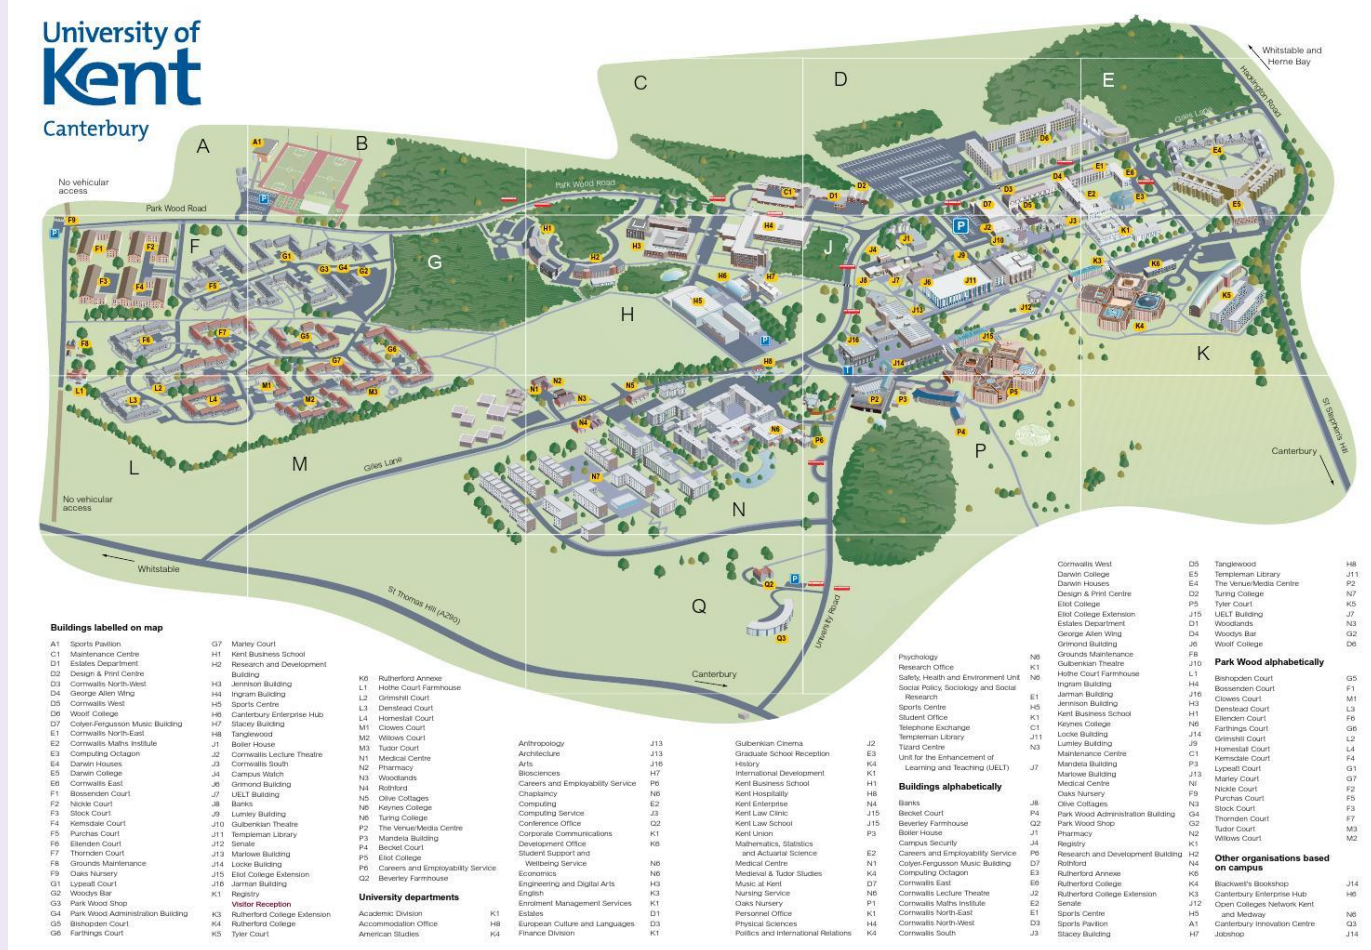 University of
Kent
Canterbury
Whitstable and
Herne Bay
Hackington Road
Giles Lane
No vehicular
access
Park Wood Road
Park Wood Road
A
B
C
D
E
F
G
H
J
K
L
M
N
P
Q
Giles Lane
No vehicular
access
Whitstable
St Thomas Hill (A290)
Canterbury
University Road
St Stephen's Hill
Canterbury
Buildings labelled on map
A1 Sports Pavilion
C1 Maintenance Centre
D1 Estates Department
D2 Design & Print Centre
D3 Cornwallis North-West
D4 George Allen Wing
D5 Cornwallis West
D6 Woolf College
D7 Colyer-Fergusson Music Building
E1 Cornwallis North-East
E2 Cornwallis Maths Institute
E3 Computing Octagon
E4 Darwin Houses
E5 Darwin College
E6 Cornwallis East
F1 Bossenden Court
F2 Nickle Court
F3 Stock Court
F4 Kemsdale Court
F5 Purchas Court
F6 Ellenden Court
F7 Thornden Court
F8 Grounds Maintenance
F9 Oaks Nursery
G1 Lypeatt Court
G2 Woodys Bar
G3 Park Wood Shop
G4 Park Wood Administration Building
G5 Bishopden Court
G6 Farthings Court
G7 Marley Court
H1 Kent Business School
H2 Research and Development
Building
H3 Jennison Building
H4 Ingram Building
H5 Sports Centre
H6 Canterbury Enterprise Hub
H7 Stacey Building
H8 Tanglewood
J1 Boiler House
J2 Cornwallis Lecture Theatre
J3 Cornwallis South
J4 Campus Watch
J6 Grimond Building
J7 UELT Building
J8 Banks
J9 Lumley Building
J10 Gulbenkian Theatre
J11 Templeman Library
J12 Senate
J13 Marlowe Building
J14 Locke Building
J15 Eliot College Extension
J16 Jarman Building
K1 Registry
Visitor Reception
K3 Rutherford College Extension
K4 Rutherford College
K5 Tyler Court
K6 Rutherford Annexe
L1 Hothe Court Farmhouse
L2 Grimshill Court
L3 Denstead Court
L4 Homestall Court
M1 Clowes Court
M2 Willows Court
M3 Tudor Court
N1 Medical Centre
N2 Pharmacy
N3 Woodlands
N4 Rothford
N5 Olive Cottages
N6 Keynes College
N6 Turing College
P2 The Venue/Media Centre
P3 Mandela Building
P4 Becket Court
P5 Eliot College
P6 Careers and Employability Service
Q2 Beverley Farmhouse
University departments
Academic Division K1
Accommodation Office H8
American Studies K4
Anthropology J13
Architecture J13
Arts J16
Biosciences H7
Careers and Employability Service P6
Chaplaincy N6
Computing E2
Computing Service J3
Conference Office Q2
Corporate Communications K1
Development Office K6
Student Support and
Wellbeing Service N6
Economics N6
Engineering and Digital Arts H3
English K3
Enrolment Management Services K1
Estates D1
European Culture and Languages D3
Finance Division K1
Gulbenkian Cinema J2
Graduate School Reception E3
History K4
International Development K1
Kent Business School H1
Kent Hospitality H8
Kent Enterprise N4
Kent Law Clinic J15
Kent Law School J15
Kent Union P3
Mathematics, Statistics
and Actuarial Science E2
Medical Centre N1
Medieval & Tudor Studies K4
Music at Kent D7
Nursing Service N6
Oaks Nursery P1
Personnel Office K1
Physical Sciences H4
Politics and International Relations K4
Psychology N6
Research Office K1
Safety, Health and Environment Unit N6
Social Policy, Sociology and Social
Research E1
Sports Centre H5
Student Office K1
Telephone Exchange C1
Templeman Library J11
Tizard Centre N3
Unit for the Enhancement of
Learning and Teaching (UELT) J7
Buildings alphabetically
Banks J8
Becket Court P4
Beverley Farmhouse Q2
Boiler House J1
Campus Security J4
Careers and Employability Service P6
Colyer-Fergusson Music Building D7
Computing Octagon E3
Cornwallis East E6
Cornwallis Lecture Theatre J2
Cornwallis Maths Institute E2
Cornwallis North-East E1
Cornwallis North-West D3
Cornwallis South J3
Cornwallis West D5
Darwin College E5
Darwin Houses E4
Design & Print Centre D2
Eliot College P5
Eliot College Extension J15
Estates Department D1
George Allen Wing D4
Grimond Building J6
Grounds Maintenance F8
Gulbenkian Theatre J10
Hothe Court Farmhouse L1
Ingram Building H4
Jarman Building J16
Jennison Building H3
Kent Business School H1
Keynes College N6
Locke Building J14
Lumley Building J9
Maintenance Centre C1
Mandela Building P3
Marlowe Building J13
Medical Centre NI
Oaks Nursery F9
Olive Cottages N3
Park Wood Administration Building G4
Park Wood Shop G2
Pharmacy N2
Registry K1
Research and Development Building H2
Rothford N4
Rutherford Annexe K6
Rutherford College K4
Rutherford College Extension K3
Senate J12
Sports Centre H5
Sports Pavilion A1
Stacey Building H7
Tanglewood H8
Templeman Library J11
The Venue/Media Centre P2
Turing College N7
Tyler Court K5
UELT Building J7
Woodlands N3
Woodys Bar G2
Woolf College D6
Park Wood alphabetically
Bishopden Court G5
Bossenden Court F1
Clowes Court M1
Denstead Court L3
Ellenden Court F6
Farthings Court G6
Grimshill Court L2
Homestall Court L4
Kemsdale Court F4
Lypeatt Court G1
Marley Court G7
Nickle Court F2
Purchas Court F5
Stock Court F3
Thornden Court F7
Tudor Court M3
Willows Court M2
Other organisations based
on campus
Blackwell's Bookshop J14
Canterbury Enterprise Hub H6
Open Colleges Network Kent
and Medway N6
Canterbury Innovation Centre Q3
Jobshop J14